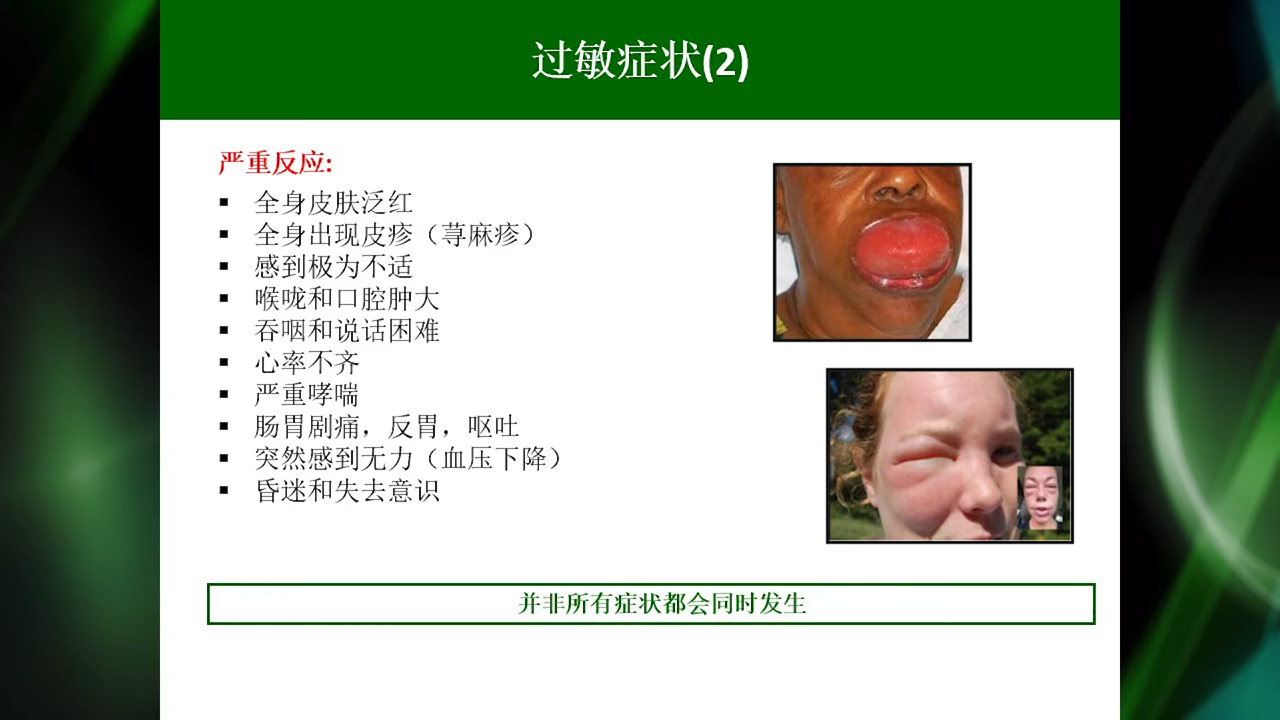 过敏症状(2)
严重反应:
▪ 全身皮肤泛红
▪ 全身出现皮疹（荨麻疹）
▪ 感到极为不适
▪ 喉咙和口腔肿大
▪ 吞咽和说话困难
▪ 心率不齐
▪ 严重哮喘
▪ 肠胃剧痛，反胃，呕吐
▪ 突然感到无力（血压下降）
▪ 昏迷和失去意识
并非所有症状都会同时发生